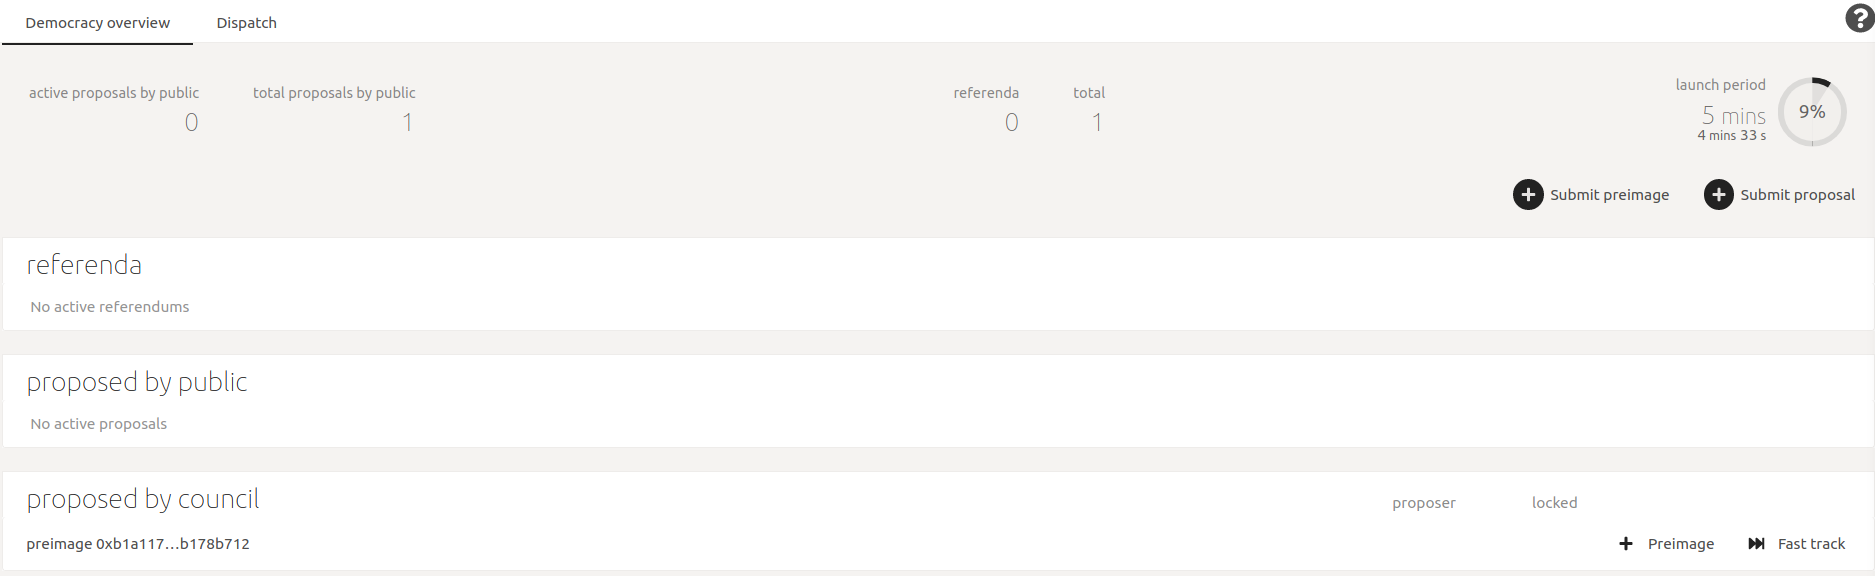 Democracy overview Dispatch
active proposals by public total proposals by public referenda total launch period
0 1 0 1 5 mins 9%
4 mins 33 s
Submit preimage Submit proposal
referenda
No active referendums
proposed by public
No active proposals
proposed by council proposer locked
preimage 0xb1a117...b178b712 Preimage Fast track